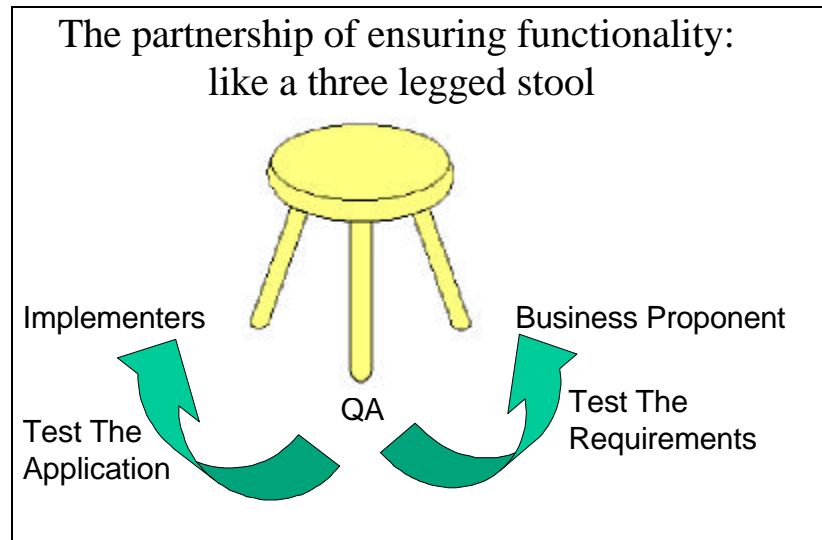 The partnership of ensuring functionality:
like a three legged stool
Implementers
Business Proponent
QA
Test The
Application
Test The
Requirements